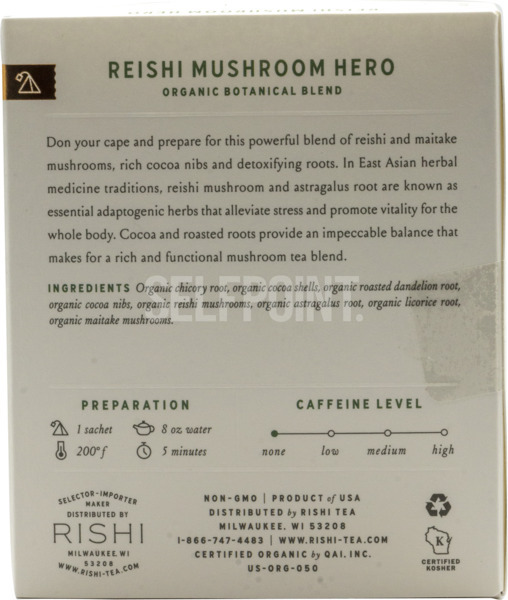 REISHI MUSHROOM HERO
ORGANIC BOTANICAL BLEND
Don your cape and prepare for this powerful blend of reishi and maitake
mushrooms, rich cocoa nibs and detoxifying roots. In East Asian herbal
medicine traditions, reishi mushroom and astragalus root are known as
essential adaptogenic herbs that alleviate stress and promote vitality for the
whole body. Cocoa and roasted roots provide an impeccable balance that
makes for a rich and functional mushroom tea blend.
SELFPOINT.
INGREDIENTS Organic chicory root, organic cocoa shells, organic roasted dandelion root,
organic cocoa nibs, organic reishi mushrooms, organic astragalus root, organic licorice root,
organic maitake mushrooms.
PREPARATION
1 sachet 8 oz water
200°f 5 minutes
CAFFEINE LEVEL
none low medium high
SELECTOR-IMPORTER
MAKER
DISTRIBUTED BY
RISHI
MILWAUKEE, WI
53208
WWW.RISHI-TEA.COM
NON-GMO | PRODUCT of USA
DISTRIBUTED by RISHI TEA
MILWAUKEE, WI 53208
1-866-747-4483 | WWW.RISHI-TEA.COM
CERTIFIED ORGANIC by QAI, INC.
US-ORG-050
K
CERTIFIED
KOSHER